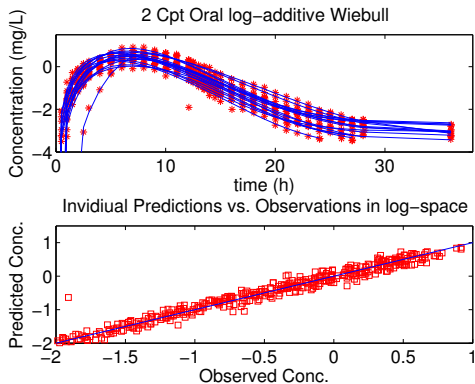 2 Cpt Oral log-additive Wiebull
Concentration (mg/L)
0
-2
-4
0 10 20 30
time (h)
Invidiual Predictions vs. Observations in log-space
Predicted Conc.
1
0
-1
-2
-2 -1.5 -1 -0.5 0 0.5 1
Observed Conc.